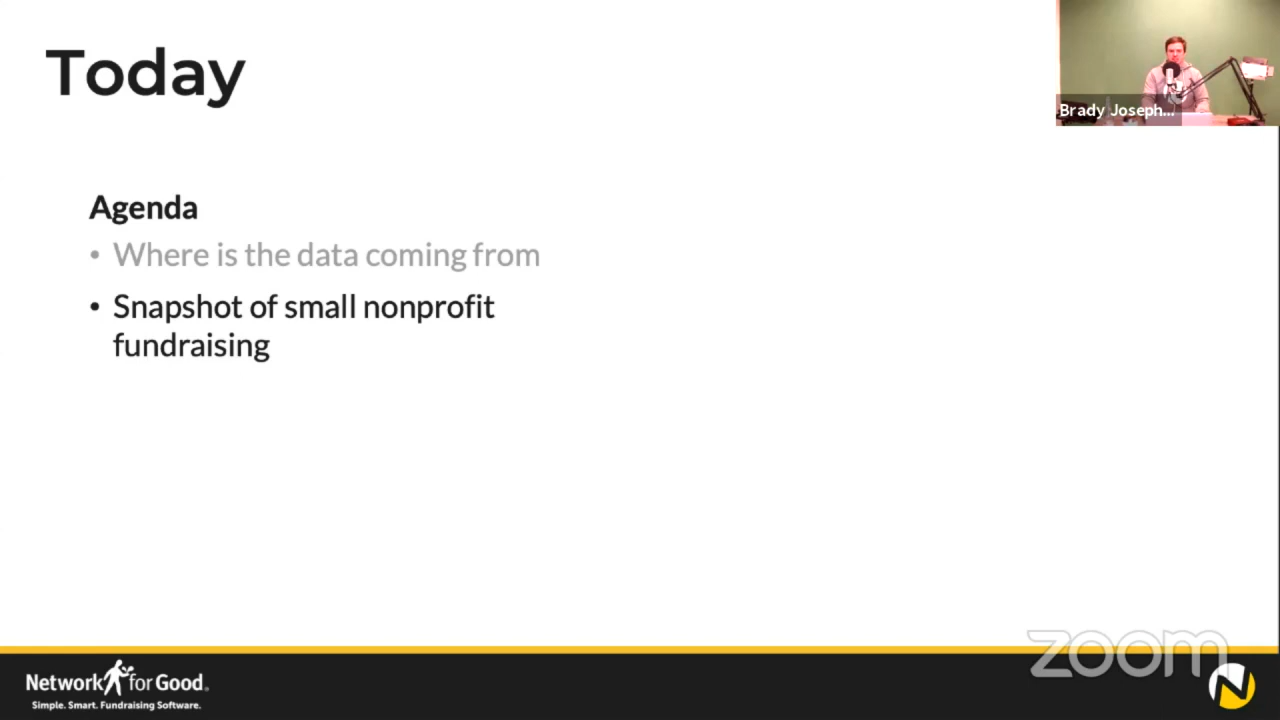 Today
Brady Joseph...
Agenda
• Where is the data coming from
• Snapshot of small nonprofit
fundraising
zoom
Network for Good.
Simple. Smart. Fundraising Software.
N